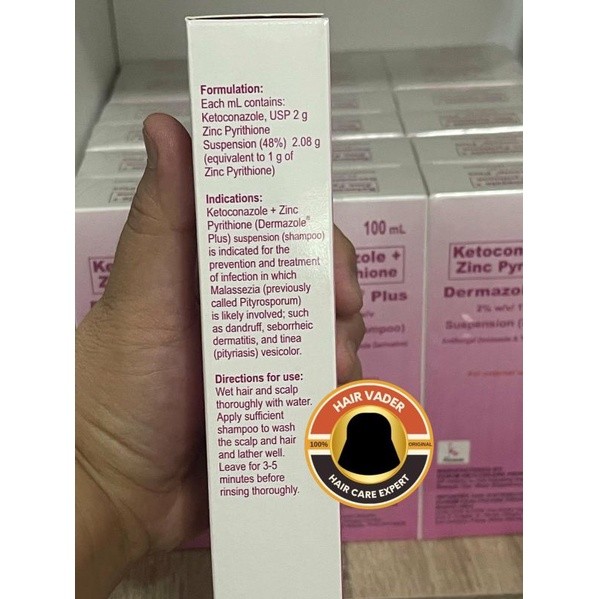 Formulation:
Each mL contains:
Ketoconazole, USP 2 g
Zinc Pyrithione
Suspension (48%) 2.08 g
(equivalent to 1 g of
Zinc Pyrithione)
Indications:
Ketoconazole + Zinc
Pyrithione (Dermazole®
Plus) suspension (shampoo)
is indicated for the
prevention and treatment
of infection in which
Malassezia (previously
called Pityrosporum)
is likely involved; such
as dandruff, seborrheic
dermatitis, and tinea
(pityriasis) vesicolor.
Directions for use:
Wet hair and scalp
thoroughly with water.
Apply sufficient
shampoo to wash
the scalp and hair
and lather well.
Leave for 3-5
minutes before
rinsing thoroughly.
HAIR VADER
100%
ORIGINAL
HAIR CARE EXPERT
100 mL
zole +
hione
Plus
Ketocon
Zinc Pyr
Dermazole
Suspension